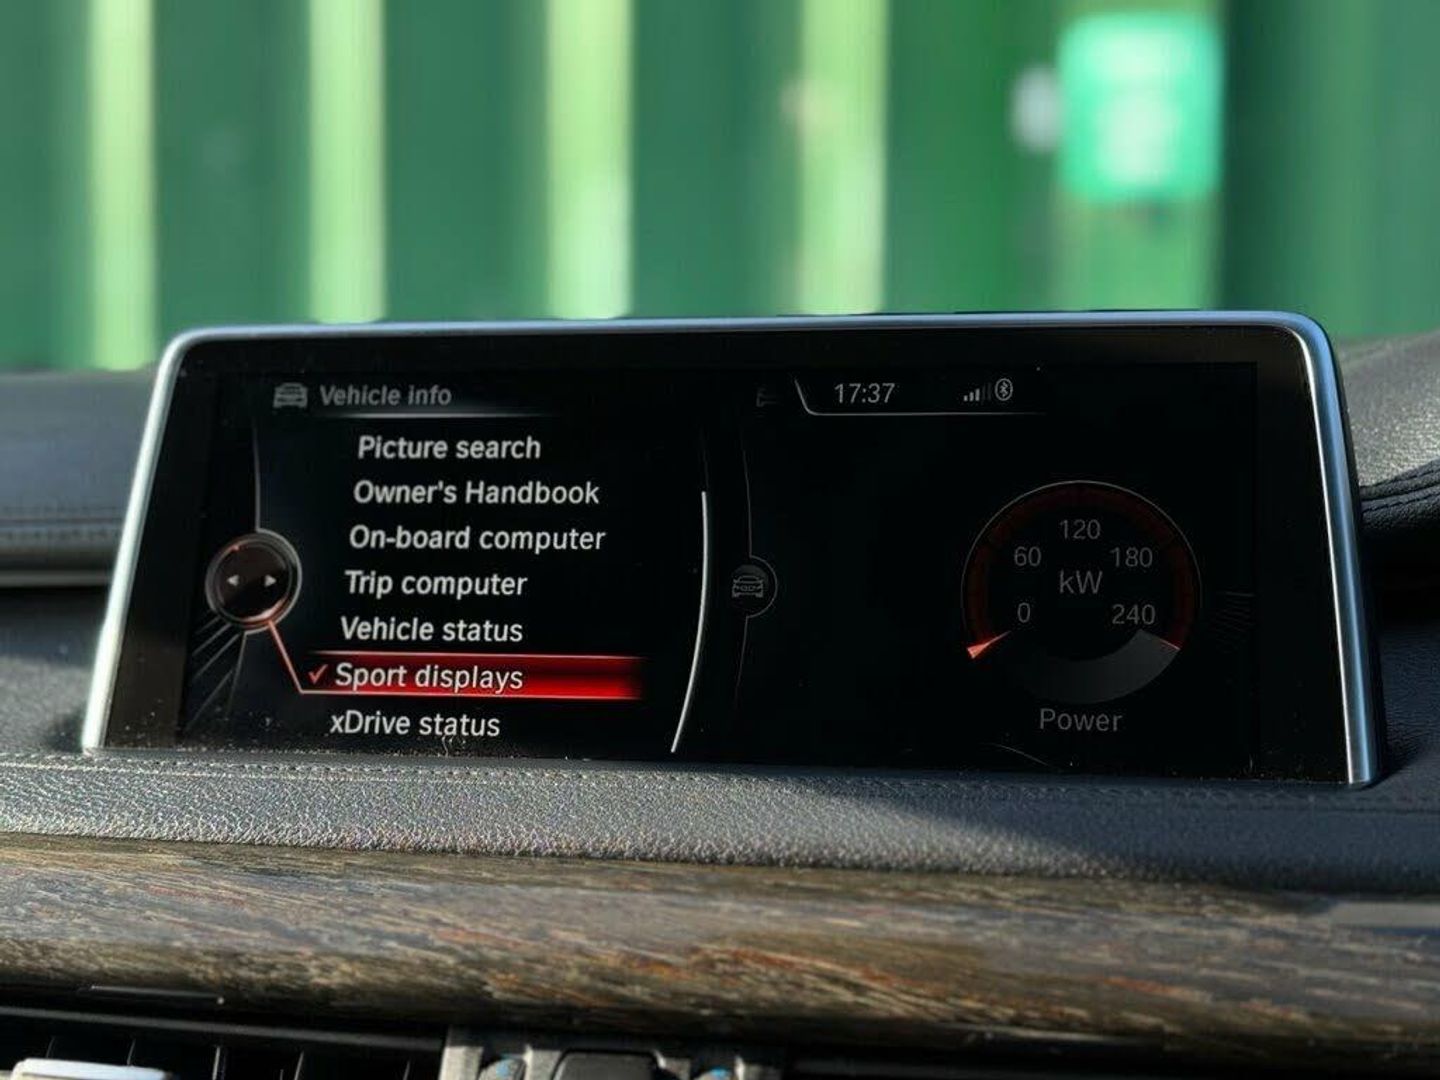 Vehicle info
17:37
Picture search
Owner's Handbook
On-board computer
Trip computer
Vehicle status
Sport displays
xDrive status
120
60
180
kW
0
240
Power